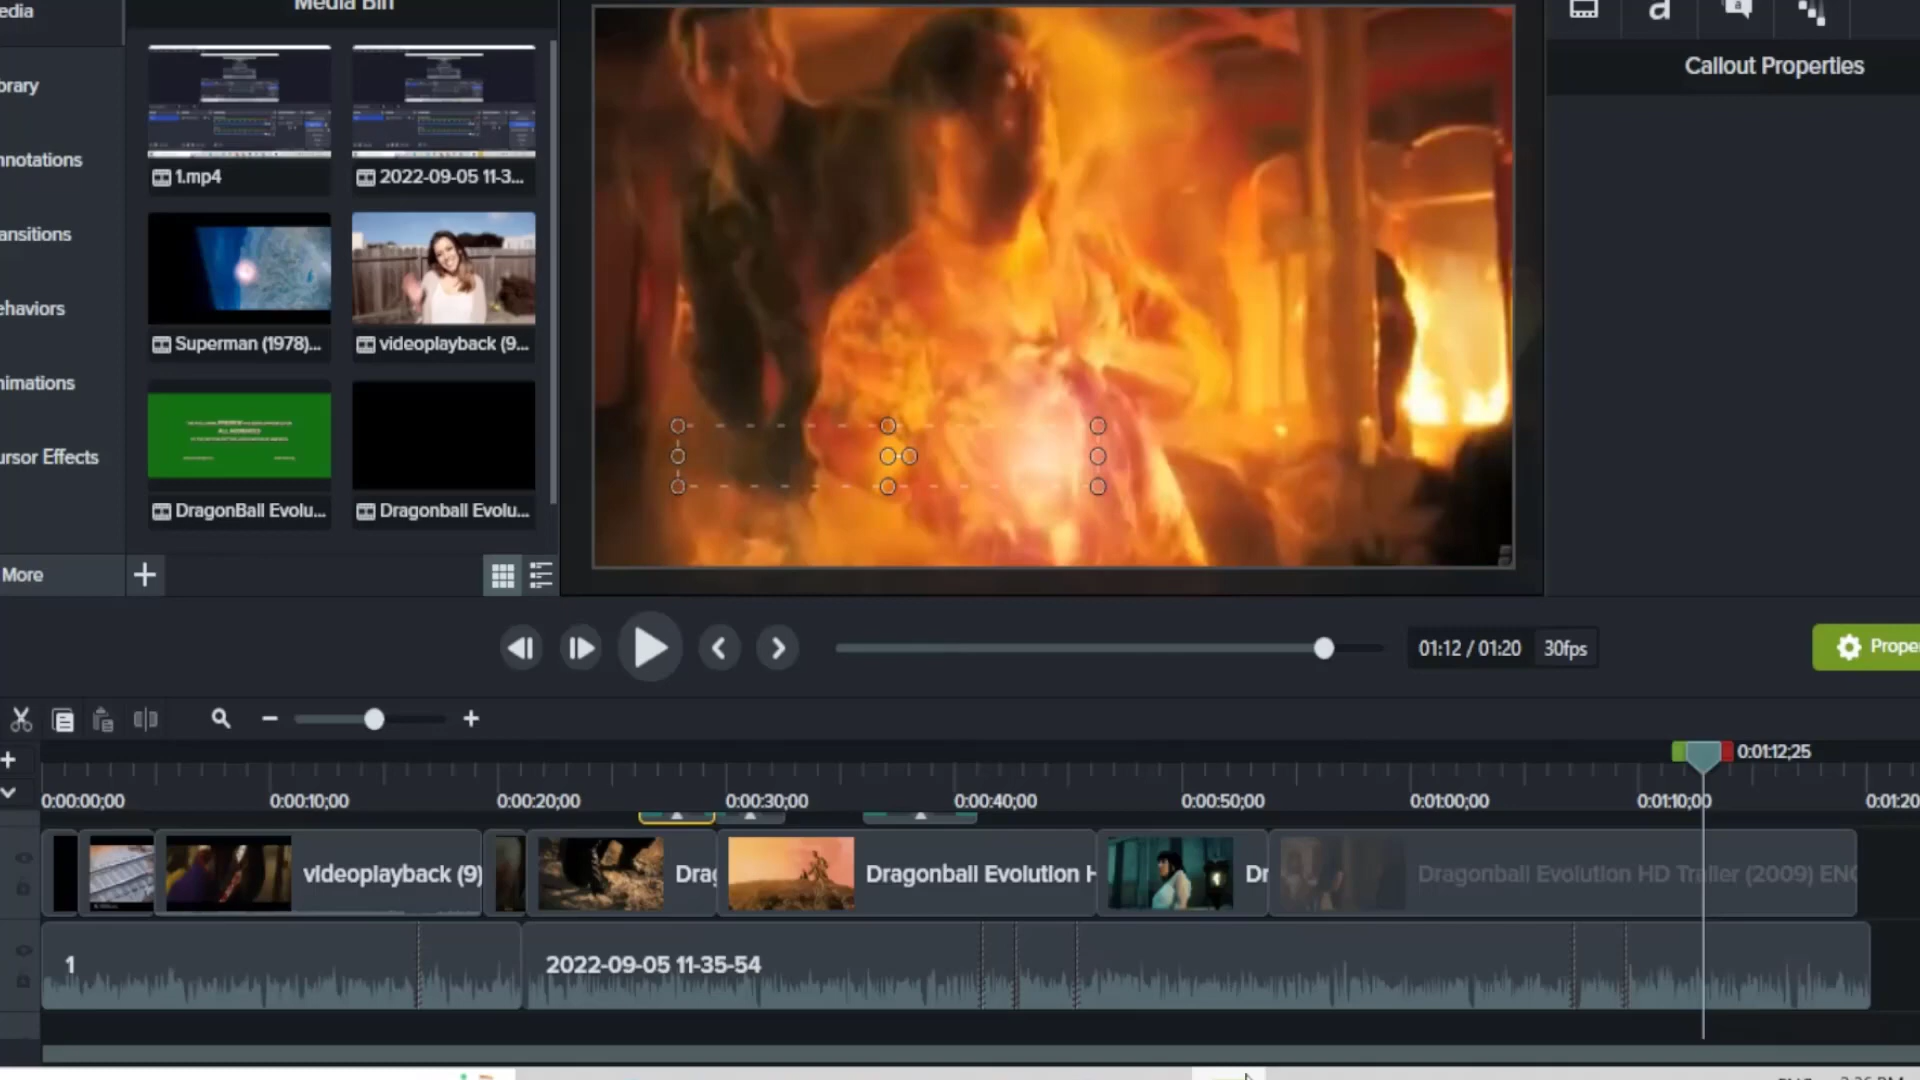 edia
Media Bin
a
a
Callout Properties
brary
nnotations
ansitions
ehaviors
nimations
ursor Effects
More
1.mp4
2022-09-05 11-3...
Superman (1978)...
videoplayback (9...
DragonBall Evolu...
Dragonball Evolu...
01:12 / 01:20
30fps
Prope
0:01:12;25
0:00:00;00
0:00:10;00
0:00:20;00
0:00:30;00
0:00:40;00
0:00:50;00
0:01:00;00
0:01:10;00
0:01:20
videoplayback (9)
Drag
Dragonball Evolution H
Dr
Dragonball Evolution HD Trailer (2009) ENG
1
2022-09-05 11-35-54